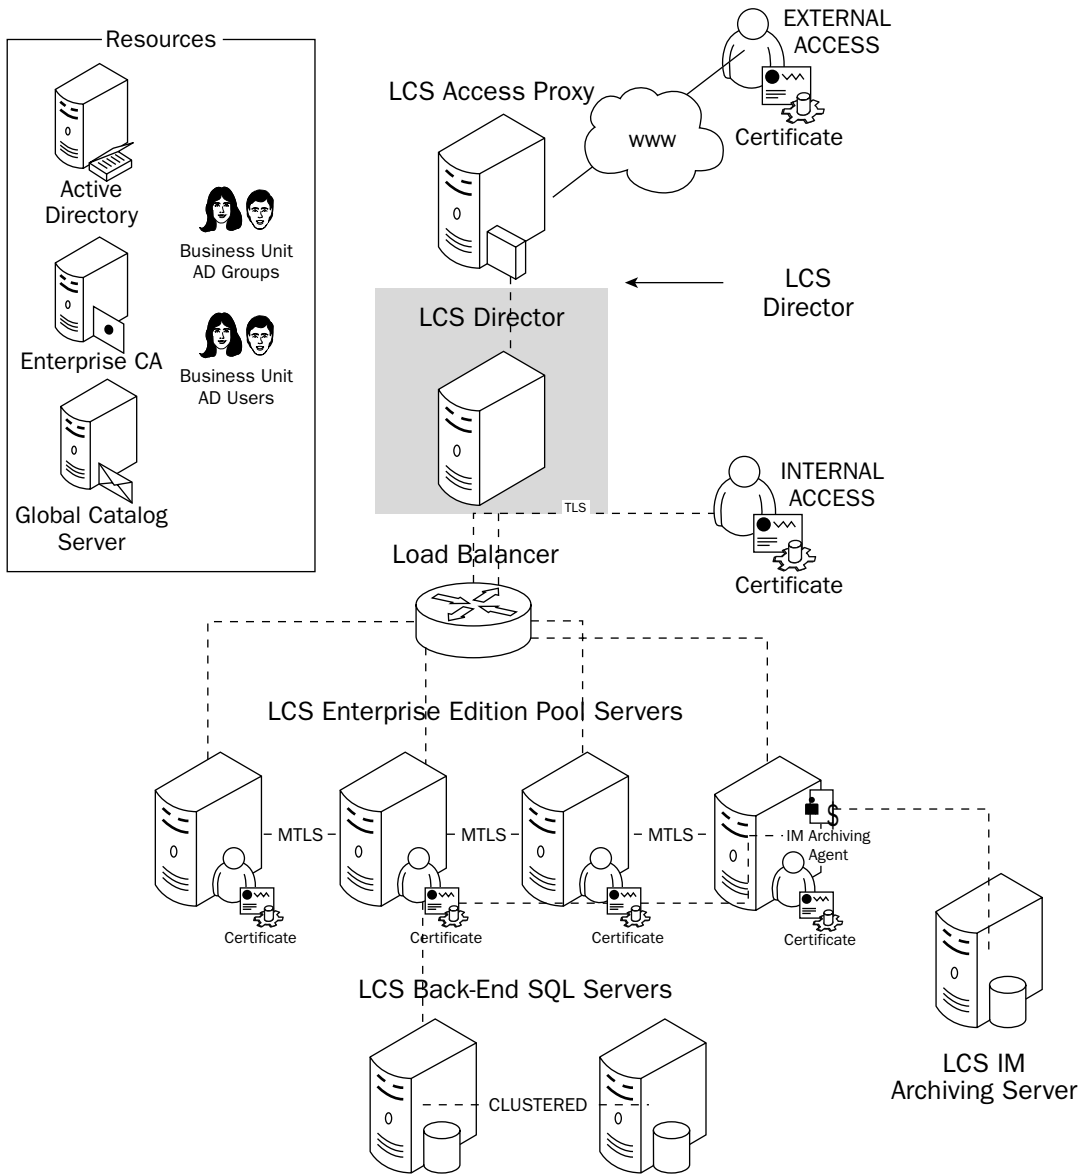 Resources
Active
Directory
Business Unit
AD Groups
Enterprise CA
Business Unit
AD Users
Global Catalog
Server
EXTERNAL
ACCESS
LCS Access Proxy
www
Certificate
LCS
Director
LCS Director
INTERNAL
ACCESS
TLS
Load Balancer
Certificate
LCS Enterprise Edition Pool Servers
MTLS
MTLS
MTLS
$
IM Archiving
Agent
Certificate
Certificate
Certificate
Certificate
LCS Back-End SQL Servers
LCS IM
Archiving Server
CLUSTERED